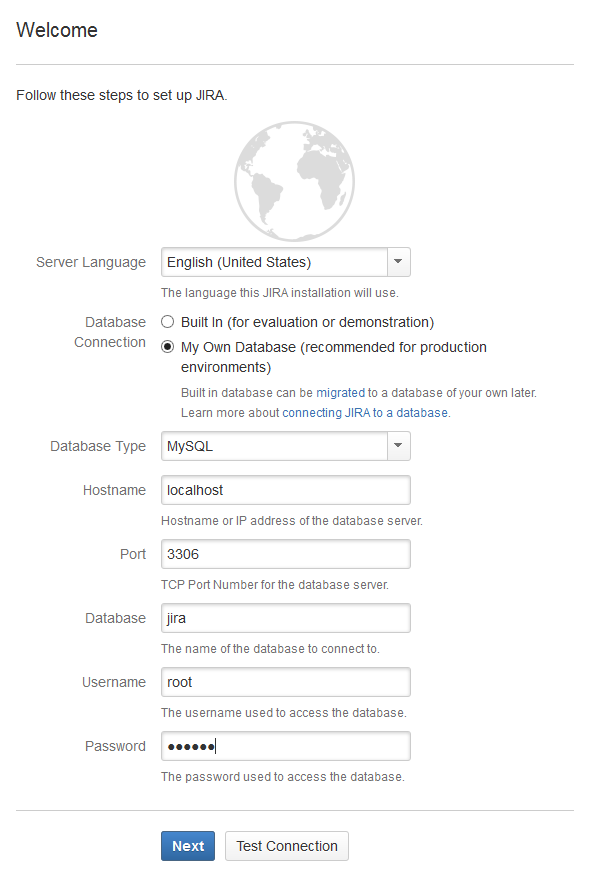 Welcome
Follow these steps to set up JIRA.
Server Language English (United States)
The language this JIRA installation will use.
Database Connection
Built In (for evaluation or demonstration)
My Own Database (recommended for production
environments)
Built in database can be migrated to a database of your own later.
Learn more about connecting JIRA to a database.
Database Type MySQL
Hostname localhost
Hostname or IP address of the database server.
Port 3306
TCP Port Number for the database server.
Database jira
The name of the database to connect to.
Username root
The username used to access the database.
Password ●●●●●●
The password used to access the database.
Next Test Connection